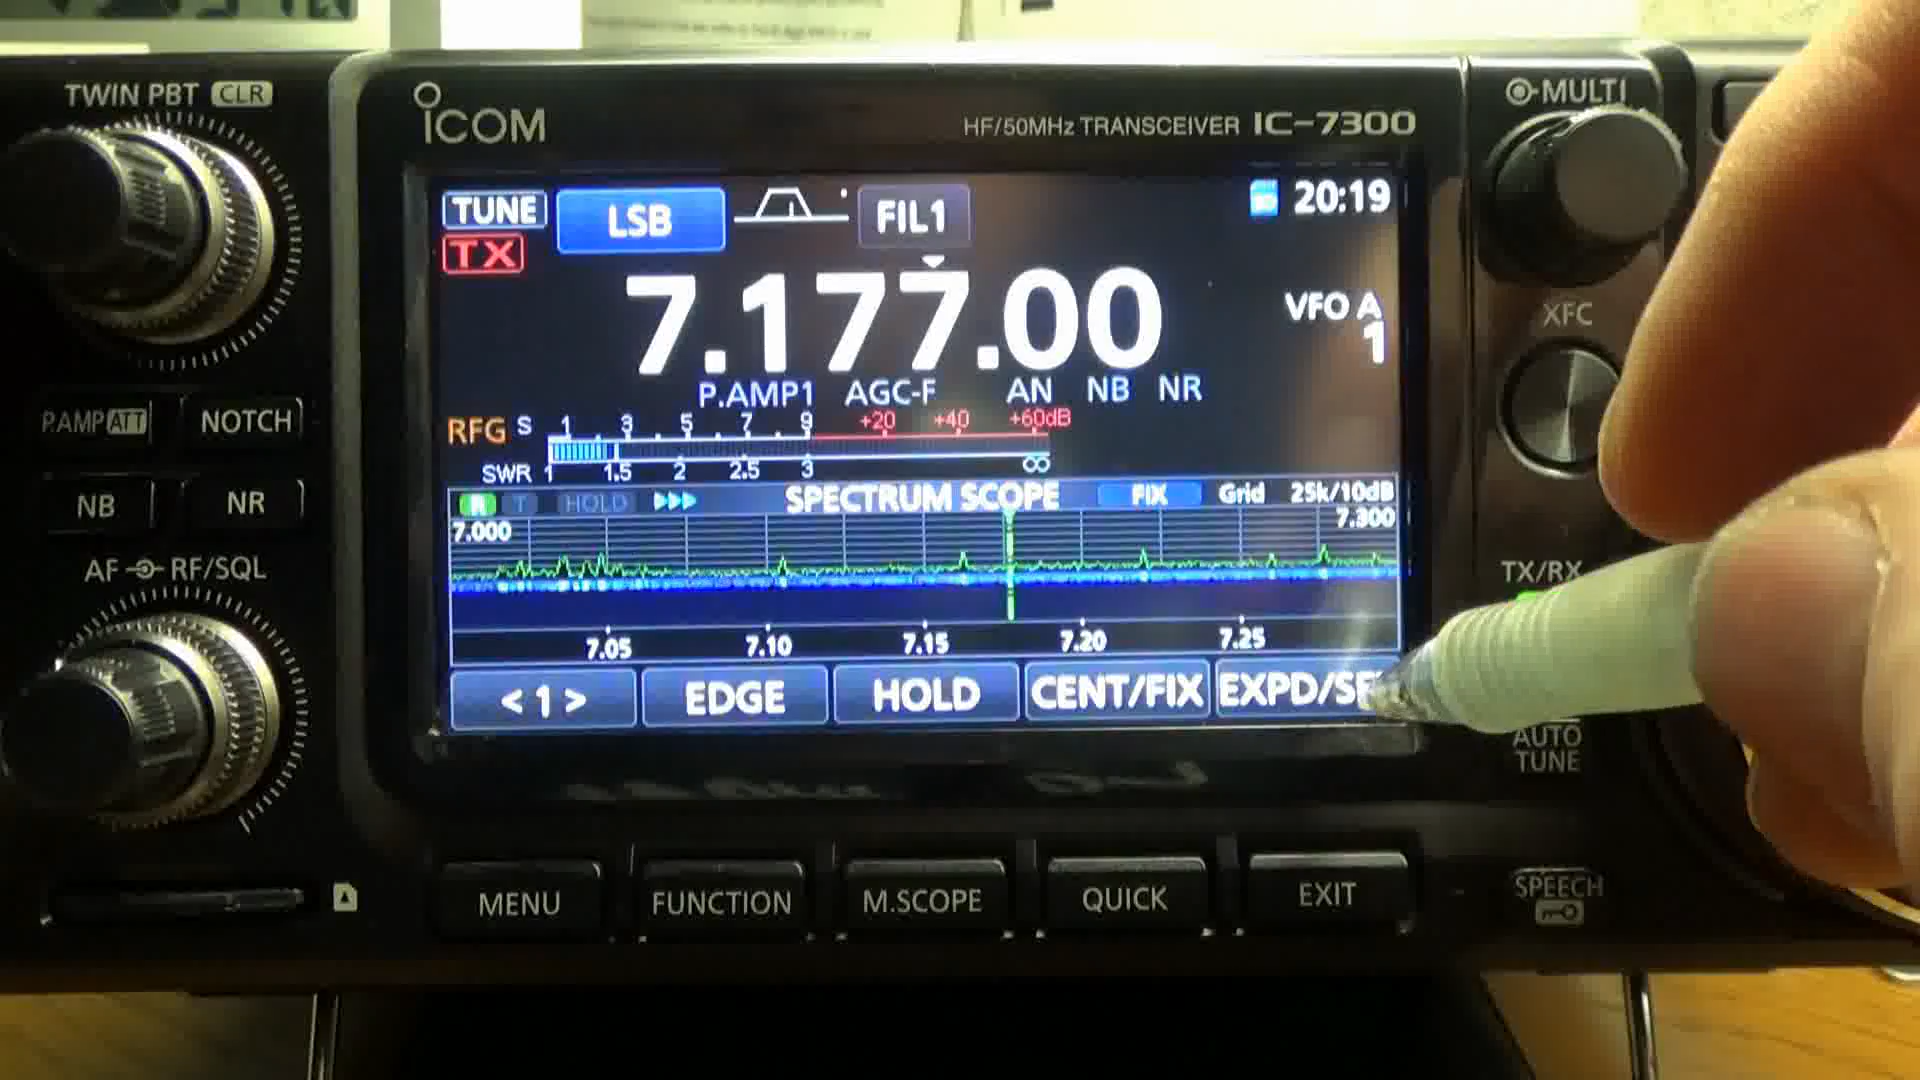 TWIN PBT CLR
ICOM
HF/50MHz TRANSCEIVER IC-7300
MULTI
TUNE LSB FIL1 20:19
TX
7.177.00
VFO A
1
XFC
P.AMP1 AGC-F AN NB NR
P.AMP ATT NOTCH
RFG S 1 3 5 7 9 +20 +40 +60dB
SWR 1 1.5 2 2.5 3 ∞
NB NR
R T HOLD SPECTRUM SCOPE FIX Grid 25k/10dB
7.000 7.300
AF RF/SQL
TX/RX
7.05 7.10 7.15 7.20 7.25
< 1 > EDGE HOLD CENT/FIX
AUTO
TUNE
MENU FUNCTION M.SCOPE QUICK EXIT
SPEECH